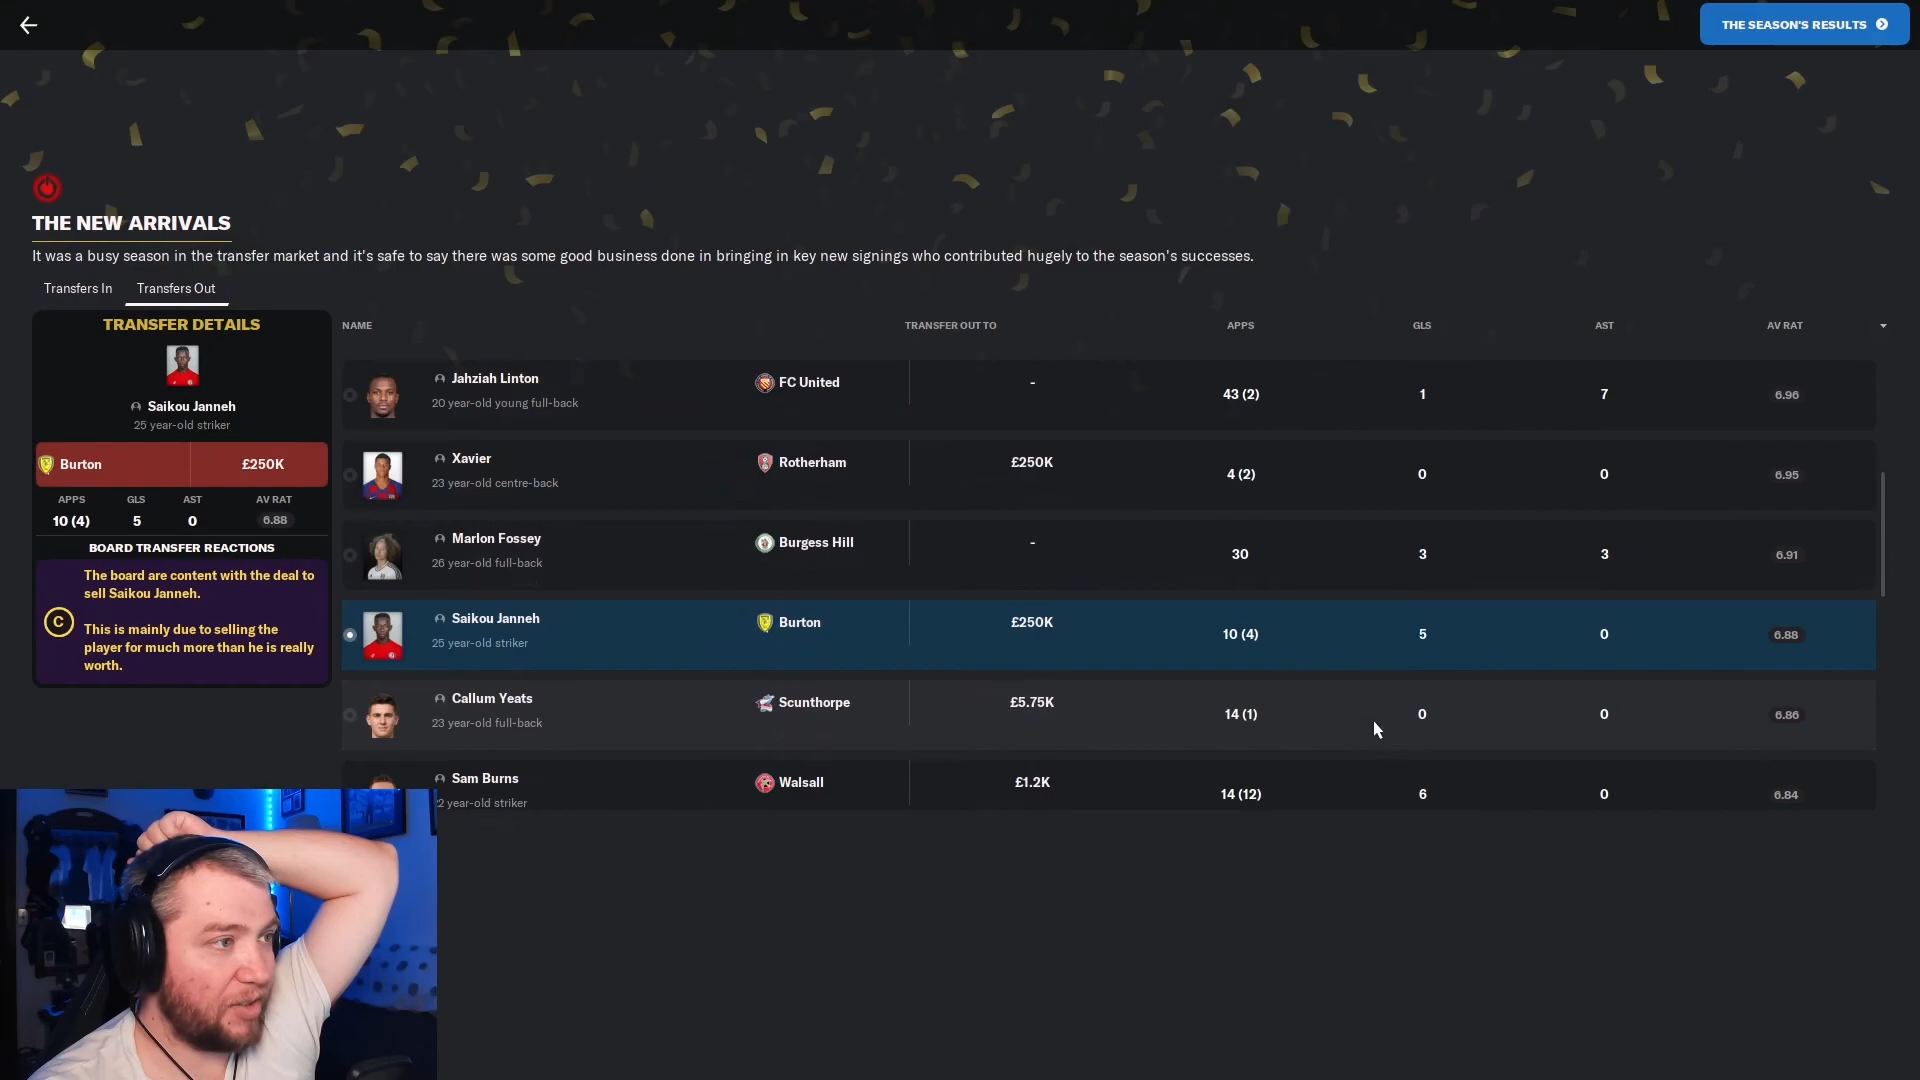 THE SEASON'S RESULTS
THE NEW ARRIVALS
It was a busy season in the transfer market and it's safe to say there was some good business done in bringing in key new signings who contributed hugely to the season's successes.
Transfers In Transfers Out
TRANSFER DETAILS
Saikou Janneh
25 year-old striker
Burton £250K
APPS GLS AST AV RAT
10 (4) 5 0 6.88
BOARD TRANSFER REACTIONS
C
The board are content with the deal to
sell Saikou Janneh.
This is mainly due to selling the
player for much more than he is really
worth.
NAME TRANSFER OUT TO APPS GLS AST AV RAT
Jahziah Linton FC United - 43 (2) 1 7 6.96
20 year-old young full-back
Xavier Rotherham £250K 4 (2) 0 0 6.95
23 year-old centre-back
Marlon Fossey Burgess Hill - 30 3 3 6.91
26 year-old full-back
Saikou Janneh Burton £250K 10 (4) 5 0 6.88
25 year-old striker
Callum Yeats Scunthorpe £5.75K 14 (1) 0 0 6.86
23 year-old full-back
Sam Burns Walsall £1.2K 14 (12) 6 0 6.84
2 year-old striker